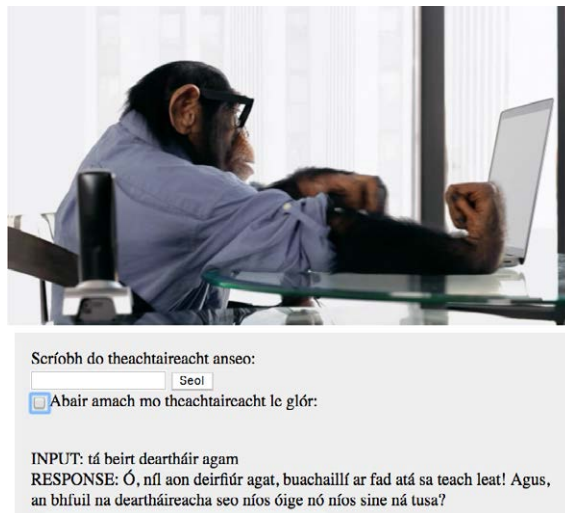 Scríobh do theachtaireacht anseo:
Seol
Abair amach mo theachtaireacht le glór:
INPUT: tá beirt deartháir agam
RESPONSE: Ó, níl aon deirfiúr agat, buachaillí ar fad atá sa teach leat! Agus,
an bhfuil na deartháireacha seo níos óige nó níos sine ná tusa?